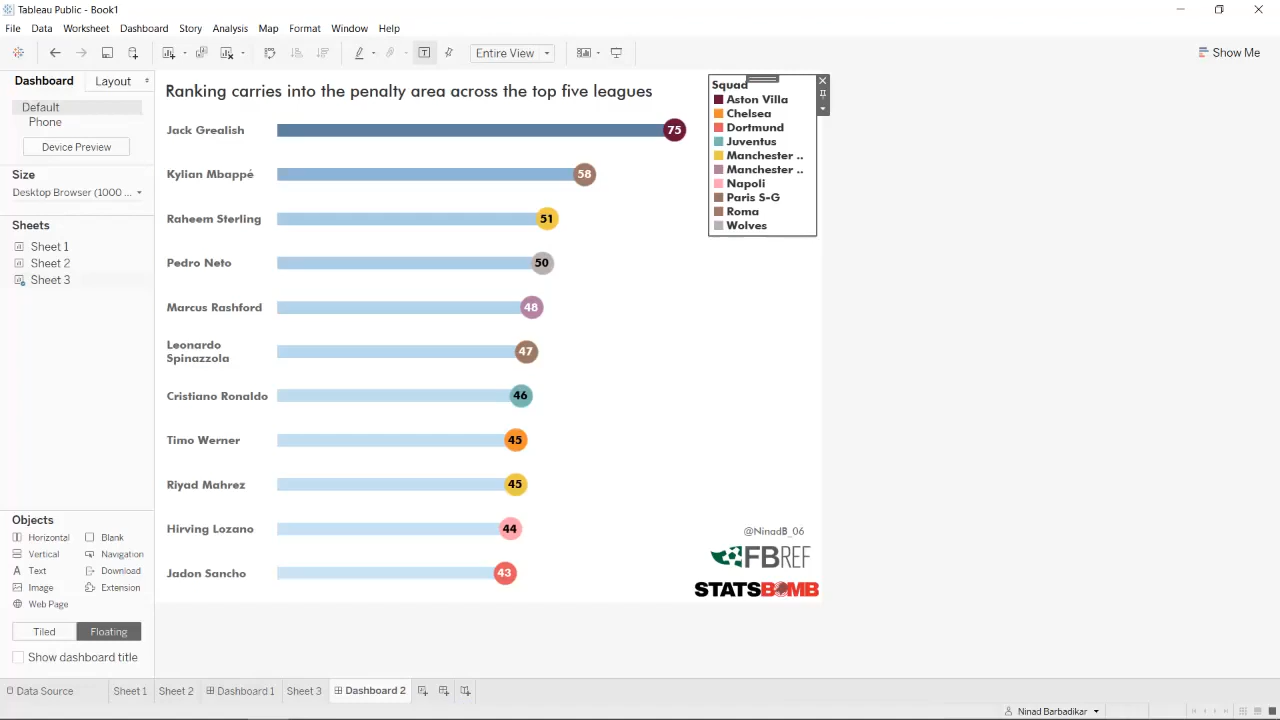 Tableau Public - Book1
File Data Worksheet Dashboard Story Analysis Map Format Window Help
Entire View
Show Me
Dashboard Layout
Default
Phone
Device Preview
Size
Desktop Browser (1000 ...
Sheets
Sheet 1
Sheet 2
Sheet 3
Objects
Horizontal Blank
Vertical Navigation
Text Download
Image Extension
Web Page
Tiled Floating
Show dashboard title
Ranking carries into the penalty area across the top five leagues
Jack Grealish 75
Kylian Mbappé 58
Raheem Sterling 51
Pedro Neto 50
Marcus Rashford 48
Leonardo
Spinazzola 47
Cristiano Ronaldo 46
Timo Werner 45
Riyad Mahrez 45
Hirving Lozano 44
Jadon Sancho 43
Squad
Aston Villa
Chelsea
Dortmund
Juventus
Manchester ..
Manchester ..
Napoli
Paris S-G
Roma
Wolves
@NinadB_06
FBREF
STATSBOMB
Data Source Sheet 1 Sheet 2 Dashboard 1 Sheet 3 Dashboard 2
Ninad Barbadikar